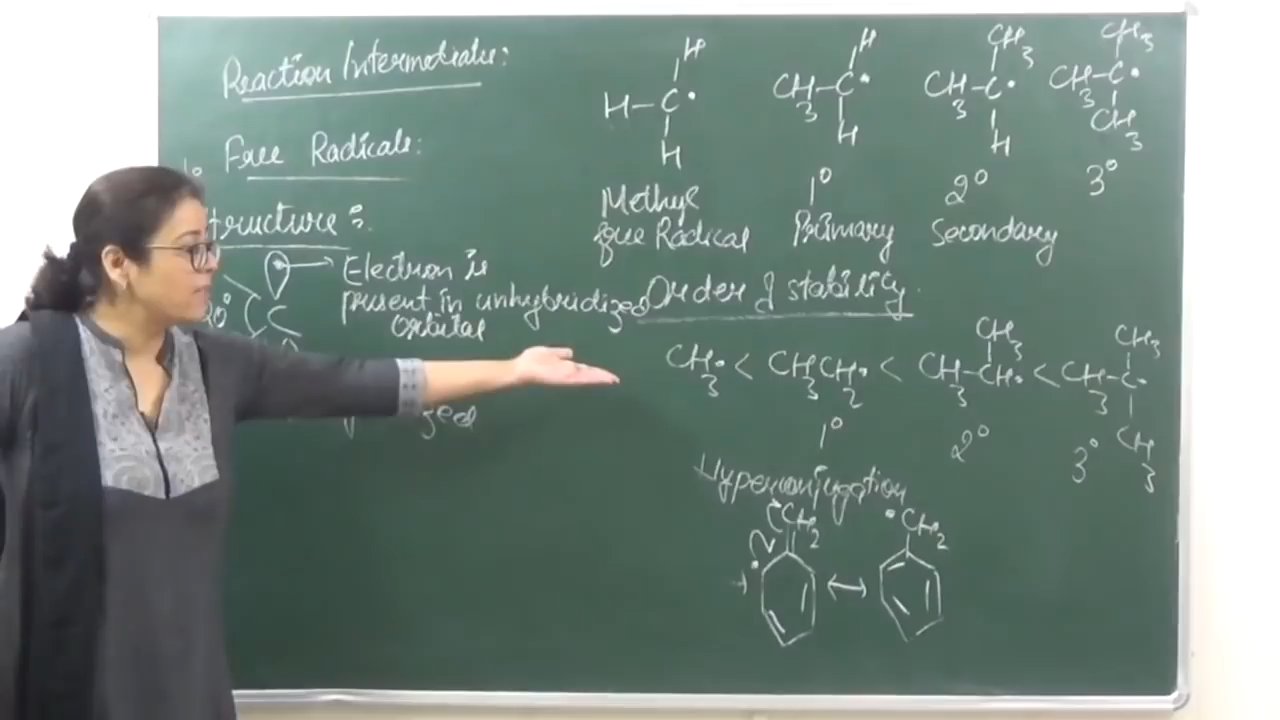 Reaction Intermediate:
Free Radicals:
Structure:
Electron is
present in unhybridized
Orbital
H
H–C•
H
Methyl
free Radical
H
CH3–C•
H
1°
Primary
CH3
CH3–C•
H
2°
Secondary
CH3
CH3–C•
CH3
3°
Order of stability.
CH3• < CH3CH2• < CH3–CH• < CH3–C•
CH3
CH3
CH3
1° 2° 3°
Hyperconjugation
CH2 ↔ •CH2